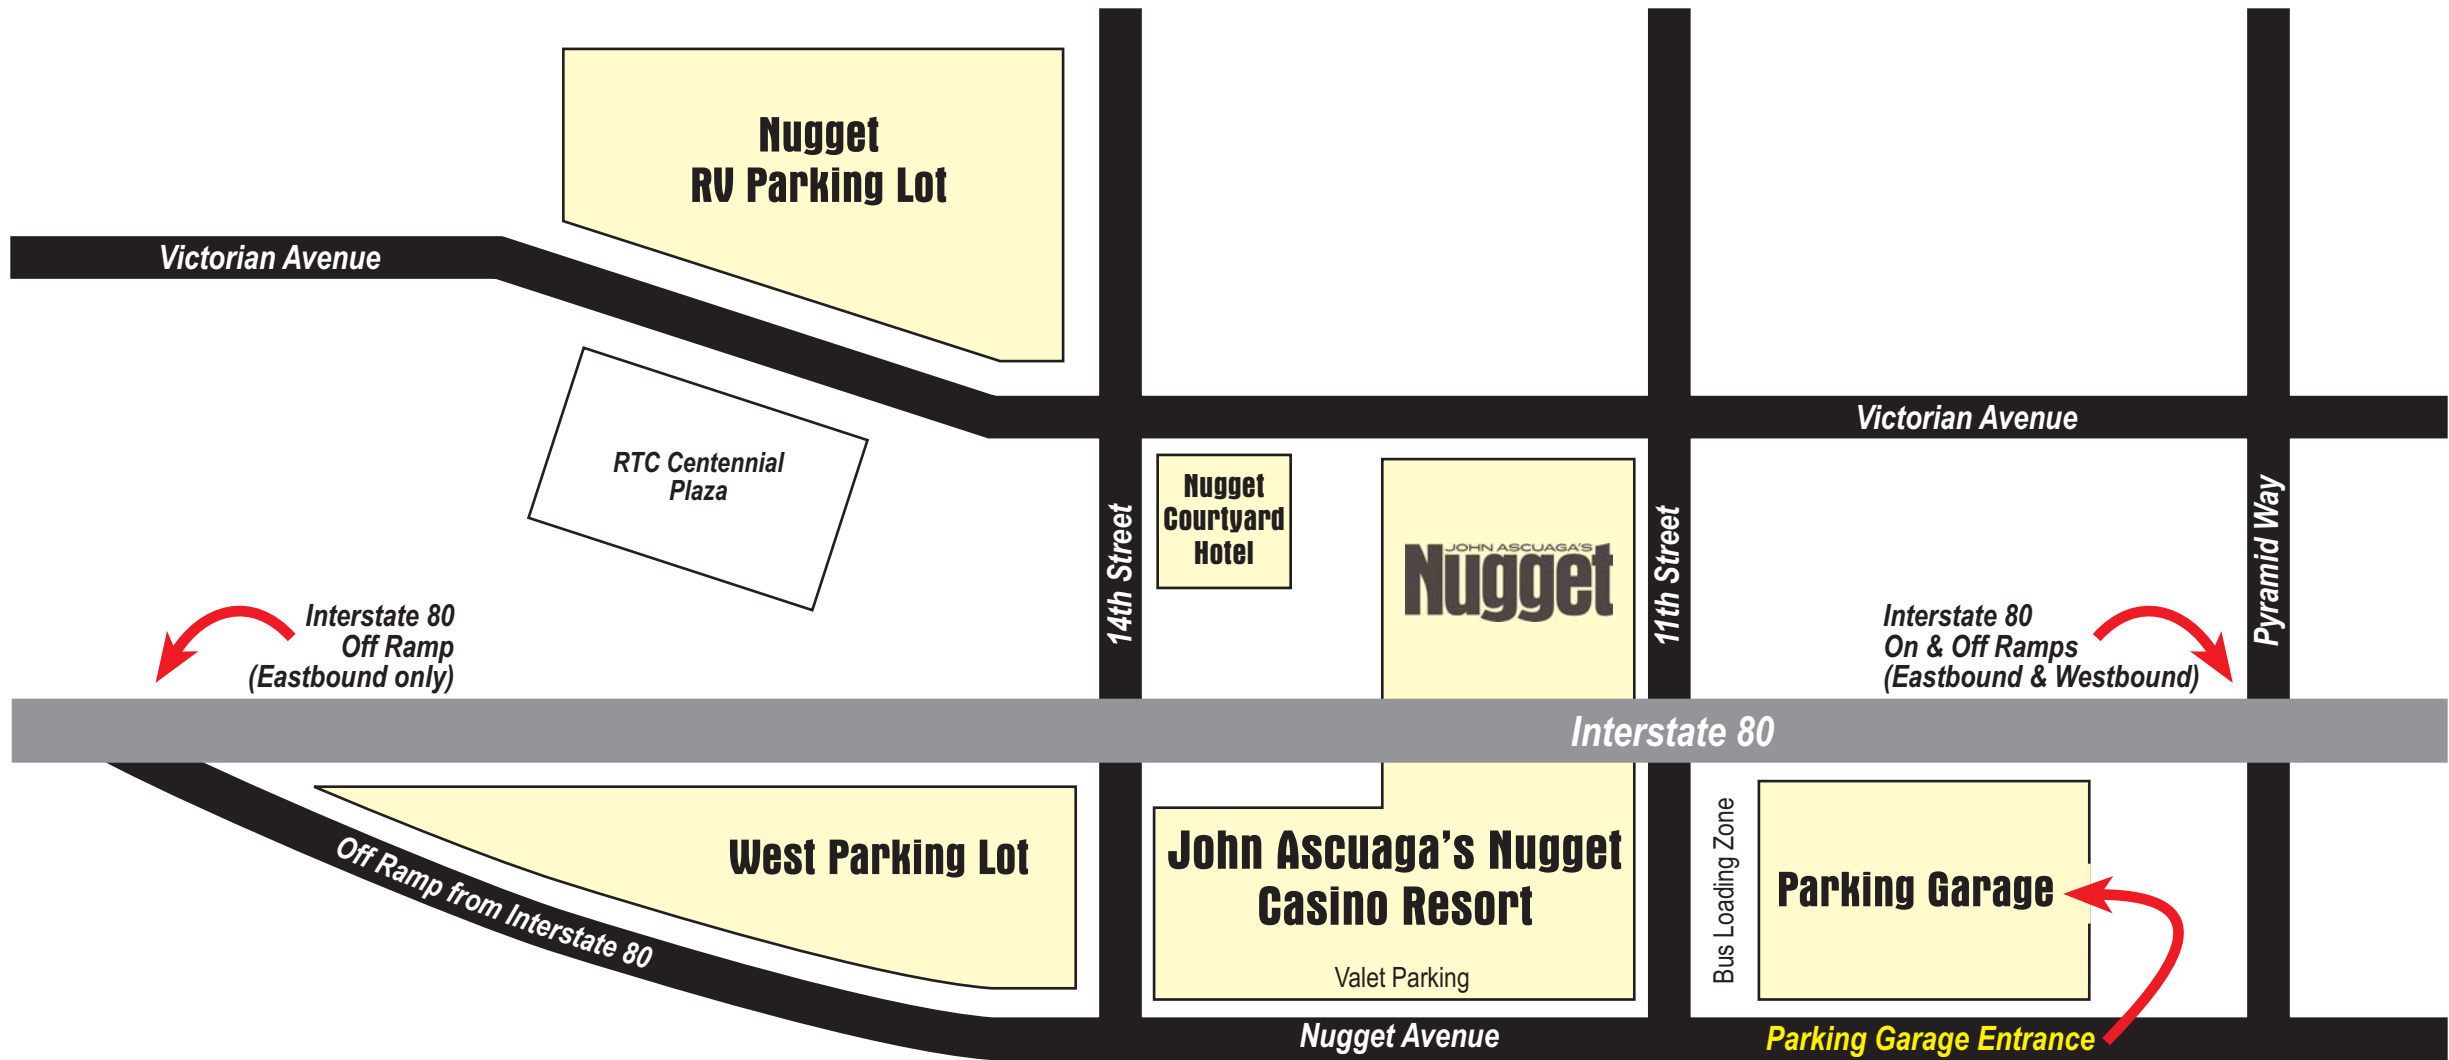 Nugget
RV Parking Lot
Victorian Avenue
Victorian Avenue
RTC Centennial
Plaza
Nugget
Courtyard
Hotel
JOHN ASCUAGA'S
Nugget
14th Street
11th Street
Pyramid Way
Interstate 80
Off Ramp
(Eastbound only)
Interstate 80
On & Off Ramps
(Eastbound & Westbound)
Interstate 80
West Parking Lot
Off Ramp from Interstate 80
John Ascuaga’s Nugget
Casino Resort
Valet Parking
Bus Loading Zone
Parking Garage
Nugget Avenue
Parking Garage Entrance